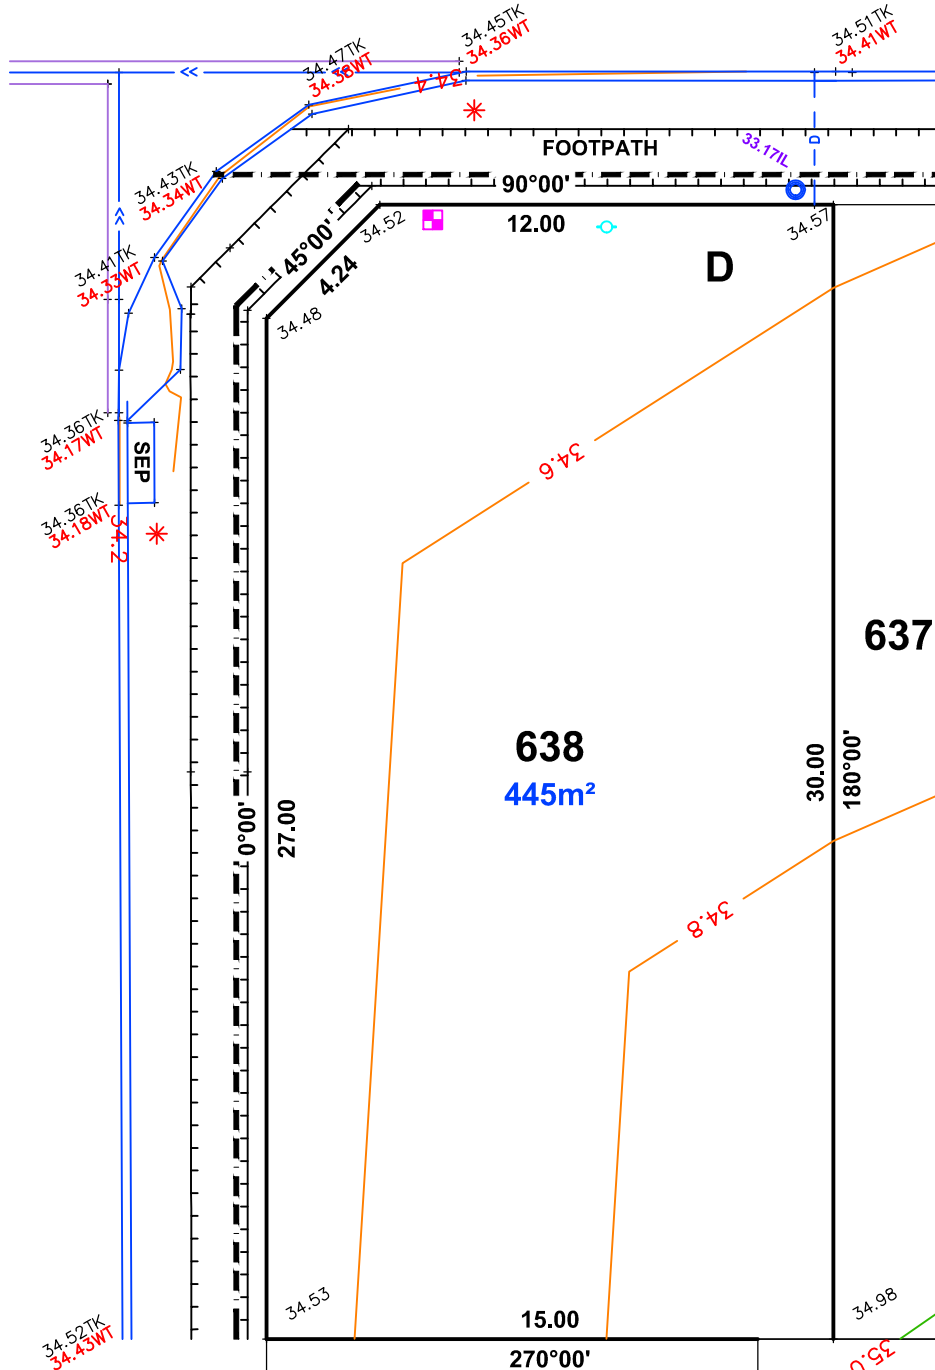 34.45TK
34.36WT
34.51TK
34.41WT
34.47TK
34.38WT
<<
34.4
FOOTPATH
33.17IL
D
34.43TK
34.34WT
90°00'
34.52
12.00
34.57
<<
45°00'
4.24
D
34.41TK
34.33WT
34.48
34.36TK
34.17WT
SEP
34.6
34.36TK
34.18WT
34.2
637
638
445m²
0°00'
27.00
30.00
180°00'
34.8
34.53
15.00
34.98
34.52TK
34.43WT
270°00'